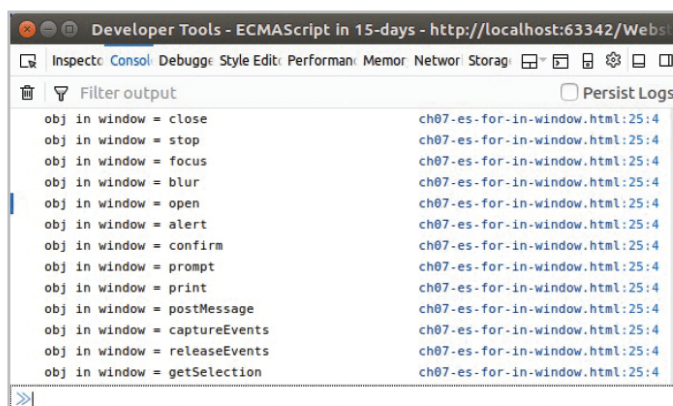 Developer Tools - ECMAScript in 15-days - http://localhost:63342/Webst
Inspecto Consol Debugge Style Edit Performan Memor Networ Storag
Filter output Persist Logs
obj in window = close ch07-es-for-in-window.html:25:4
obj in window = stop ch07-es-for-in-window.html:25:4
obj in window = focus ch07-es-for-in-window.html:25:4
obj in window = blur ch07-es-for-in-window.html:25:4
obj in window = open ch07-es-for-in-window.html:25:4
obj in window = alert ch07-es-for-in-window.html:25:4
obj in window = confirm ch07-es-for-in-window.html:25:4
obj in window = prompt ch07-es-for-in-window.html:25:4
obj in window = print ch07-es-for-in-window.html:25:4
obj in window = postMessage ch07-es-for-in-window.html:25:4
obj in window = captureEvents ch07-es-for-in-window.html:25:4
obj in window = releaseEvents ch07-es-for-in-window.html:25:4
obj in window = getSelection ch07-es-for-in-window.html:25:4